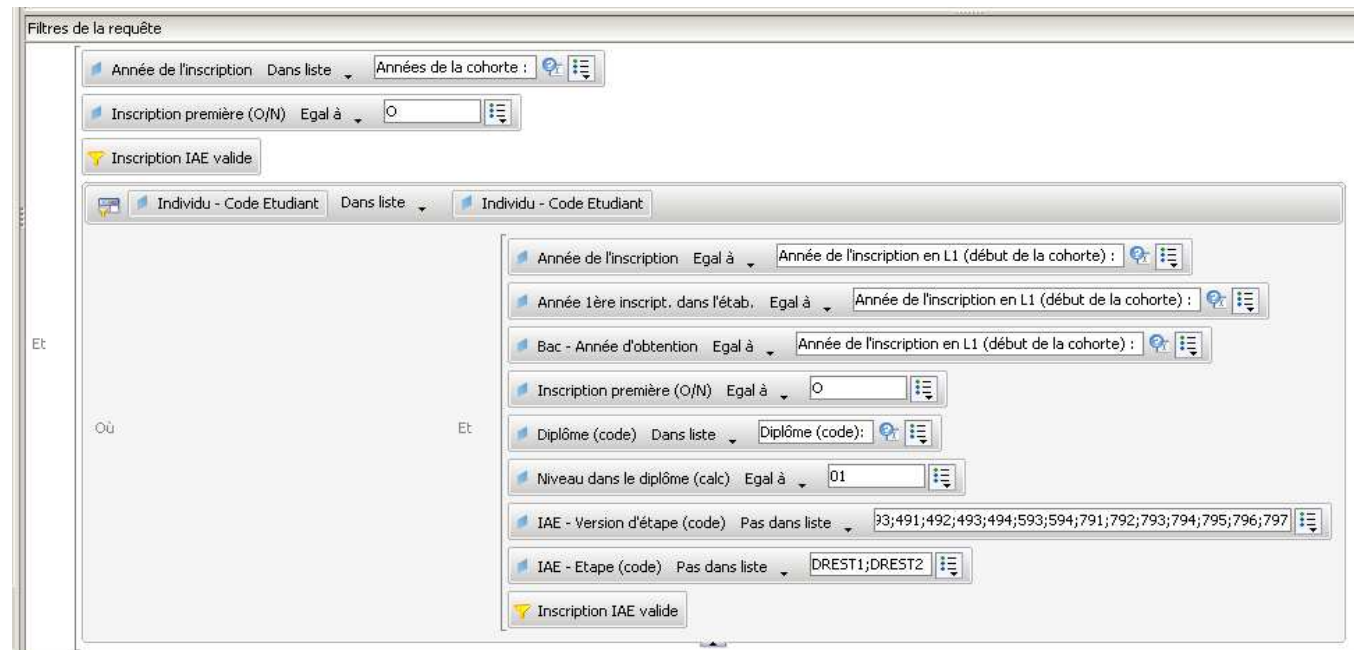 Filtres de la requête
Année de l'inscription Dans liste Années de la cohorte :
Inscription première (O/N) Egal à O
Inscription IAE valide
Individu - Code Etudiant Dans liste Individu - Code Etudiant
Année de l'inscription Egal à Année de l'inscription en L1 (début de la cohorte) :
Année 1ère inscript. dans l'étab. Egal à Année de l'inscription en L1 (début de la cohorte) :
Et
Bac - Année d'obtention Egal à Année de l'inscription en L1 (début de la cohorte) :
Inscription première (O/N) Egal à O
Où Et
Diplôme (code) Dans liste Diplôme (code):
Niveau dans le diplôme (calc) Egal à 01
IAE - Version d'étape (code) Pas dans liste 93;491;492;493;494;593;594;791;792;793;794;795;796;797
IAE - Etape (code) Pas dans liste DREST1;DREST2
Inscription IAE valide